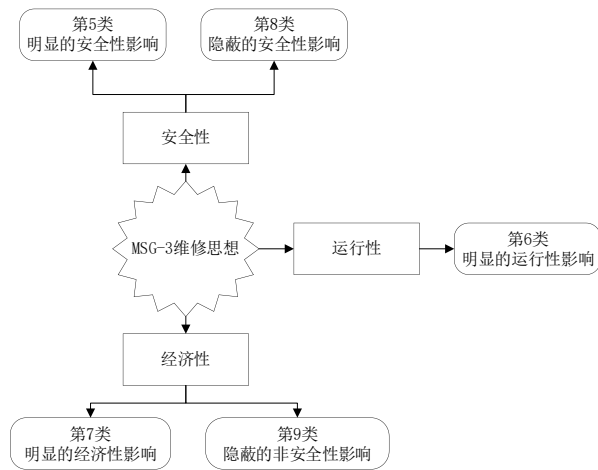 第5类
明显的安全性影响
第8类
隐蔽的安全性影响
安全性
MSG-3维修思想
运行性
第6类
明显的运行性影响
经济性
第7类
明显的经济性影响
第9类
隐蔽的非安全性影响